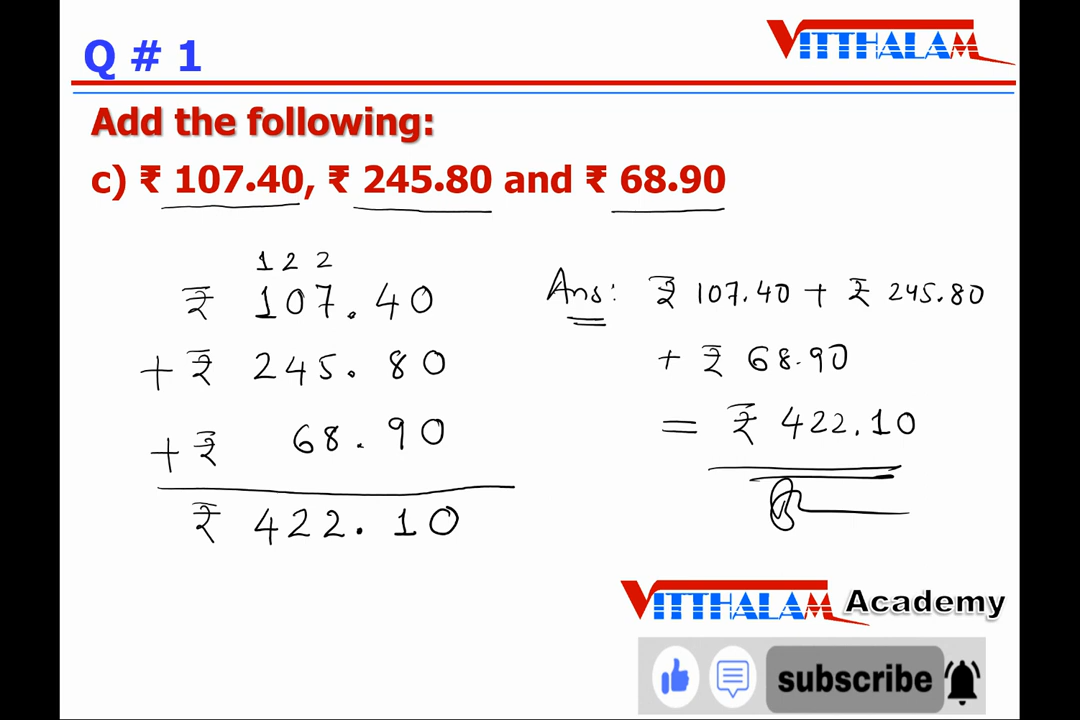 Q # 1
VITTHALAM
Add the following:
c) ₹ 107.40, ₹ 245.80 and ₹ 68.90
1 2 2
₹ 107.40
+ ₹ 245.80
+ ₹ 68.90
₹ 422.10
Ans: ₹ 107.40 + ₹ 245.80
+ ₹ 68.90
= ₹ 422.10
VITTHALAM Academy
subscribe